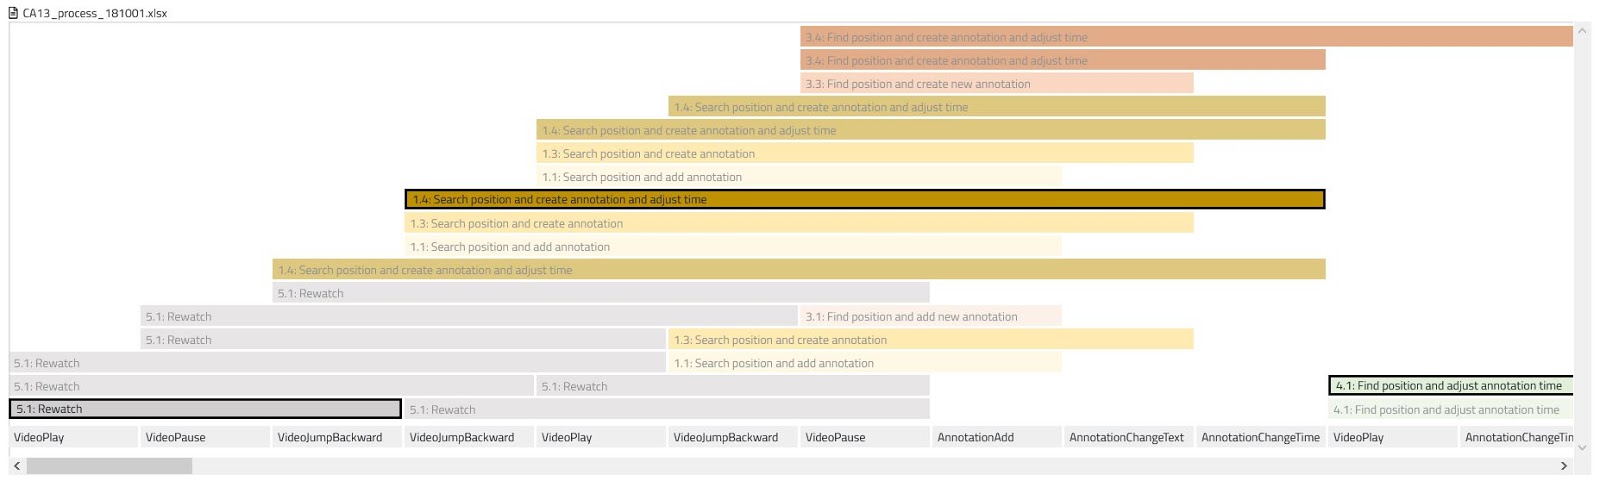 CA13_process_181001.xlsx
3.4: Find position and create annotation and adjust time
3.4: Find position and create annotation and adjust time
3.3: Find position and create new annotation
1.4: Search position and create annotation and adjust time
1.4: Search position and create annotation and adjust time
1.3: Search position and create annotation
1.1: Search position and add annotation
1.4: Search position and create annotation and adjust time
1.3: Search position and create annotation
1.1: Search position and add annotation
1.4: Search position and create annotation and adjust time
5.1: Rewatch
5.1: Rewatch 3.1: Find position and add new annotation
5.1: Rewatch 1.3: Search position and create annotation
5.1: Rewatch 1.1: Search position and add annotation
5.1: Rewatch 5.1: Rewatch 4.1: Find position and adjust annotation time
5.1: Rewatch 5.1: Rewatch 4.1: Find position and adjust annotation time
VideoPlay VideoPause VideoJumpBackward VideoJumpBackward VideoPlay VideoJumpBackward VideoPause AnnotationAdd AnnotationChangeText AnnotationChangeTime VideoPlay AnnotationChangeTim